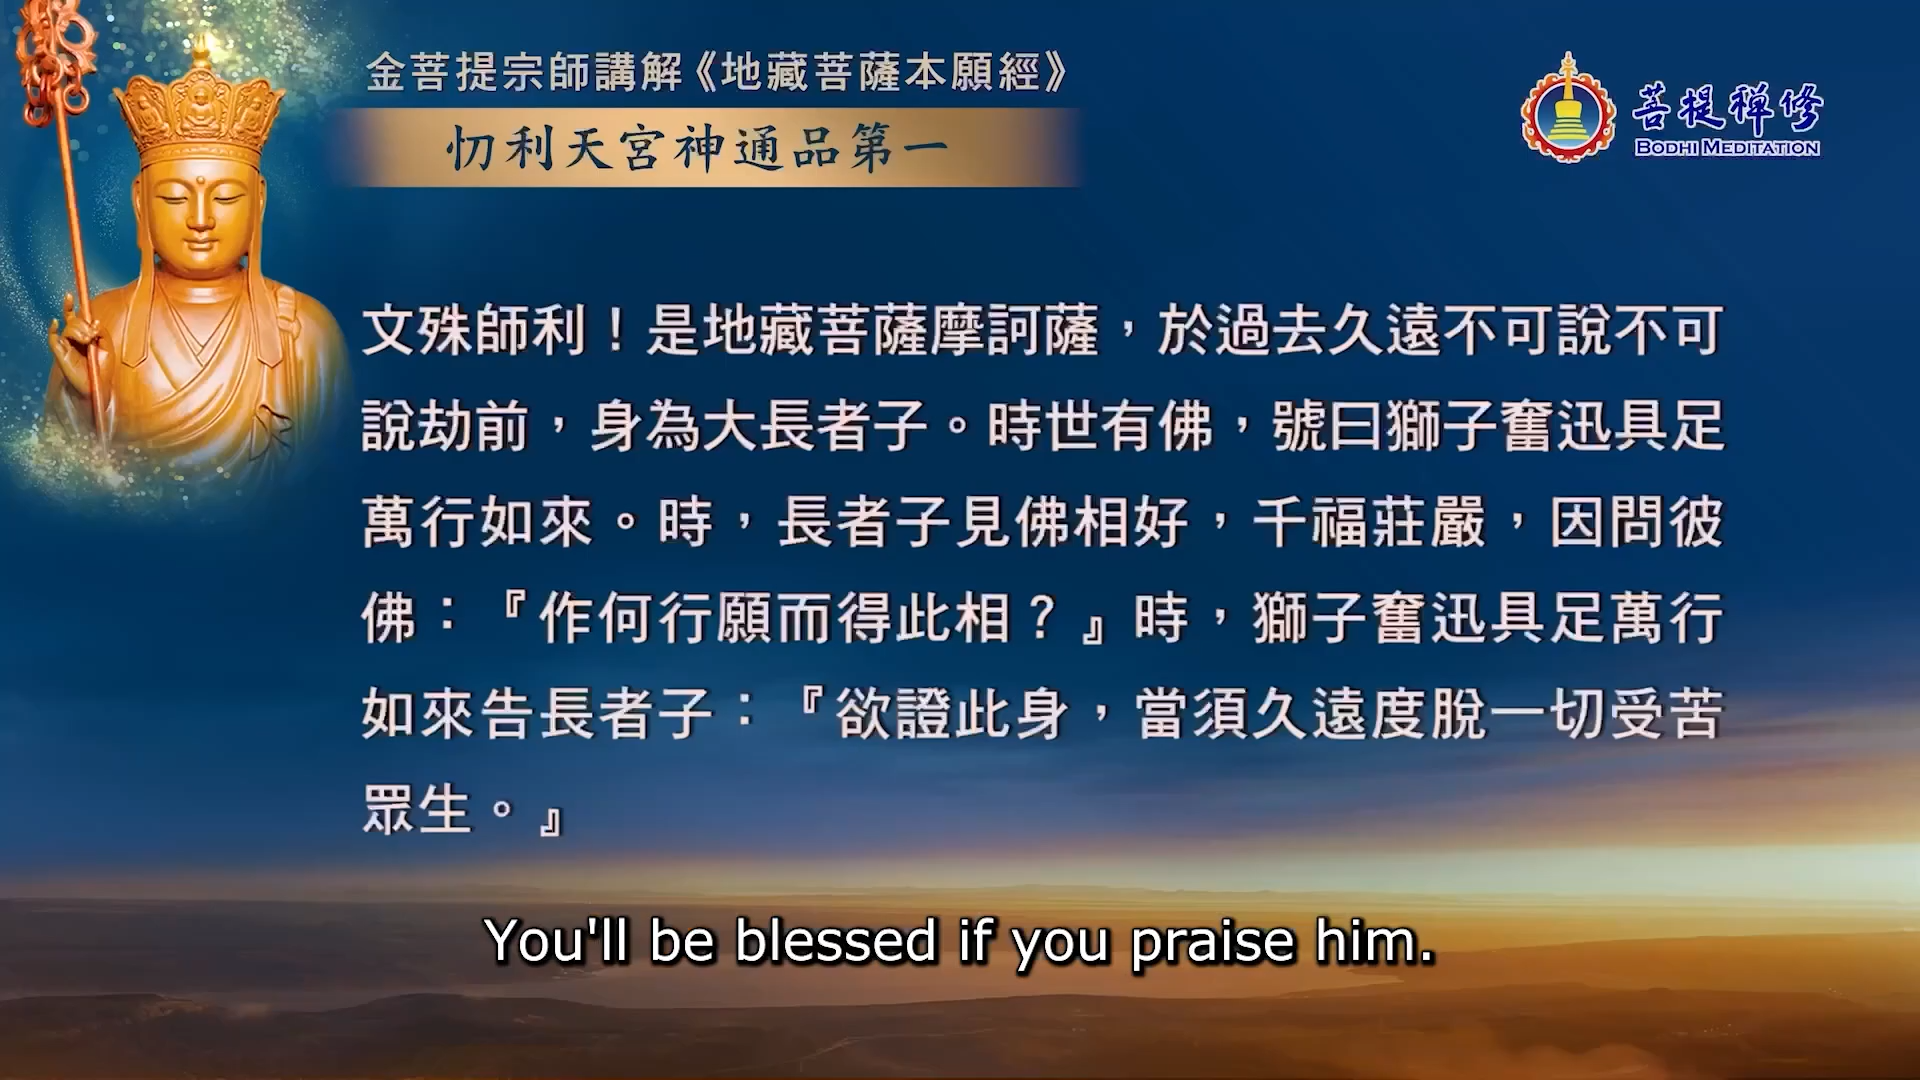 金菩提宗師講解《地藏菩薩本願經》
忉利天宮神通品第一
菩提禪修
BODHI MEDITATION
文殊師利！是地藏菩薩摩訶薩，於過去久遠不可說不可
說劫前，身為大長者子。時世有佛，號曰獅子奮迅具足
萬行如來。時，長者子見佛相好，千福莊嚴，因問彼
佛：『作何行願而得此相？』時，獅子奮迅具足萬行
如來告長者子：『欲證此身，當須久遠度脫一切受苦
眾生。』
You'll be blessed if you praise him.